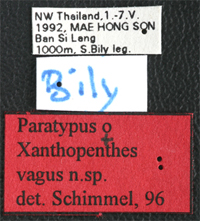 NW Thailand,1.-7.V.
1992, MAE HONG SON
Ban Si Lang
1000m, S.Bily leg.
Bily
Paratypus ♀
Xanthopenthes
vagus n.sp.
det. Schimmel, 96